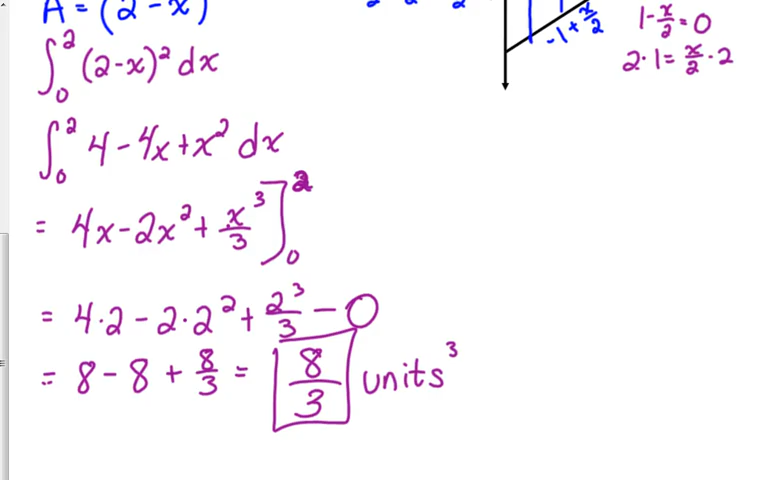 A = (2 - x)
∫₀² (2-x)² dx
∫₀² 4 - 4x + x² dx
= 4x - 2x² + x³/3 ]₀²
= 4·2 - 2·2² + 2³/3 - 0
= 8 - 8 + 8/3 = 8/3 units³
-1 + x/2
1 - x/2 = 0
2·1 = x/2 · 2